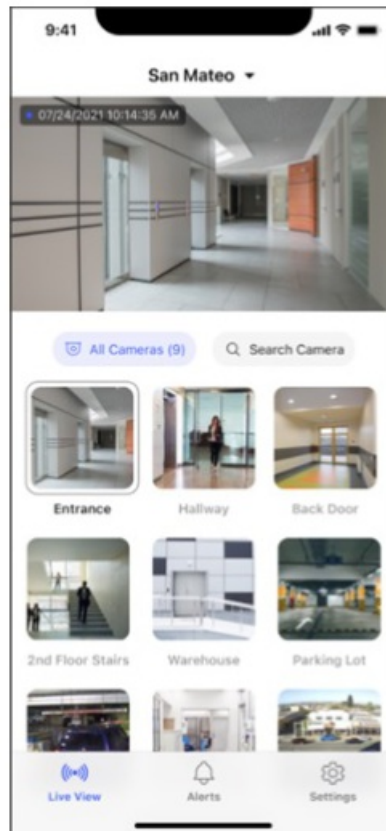 9:41
San Mateo
07/24/2021 10:14:35 AM
All Cameras (9) Search Camera
Entrance Hallway Back Door
2nd Floor Stairs Warehouse Parking Lot
Live View Alerts Settings